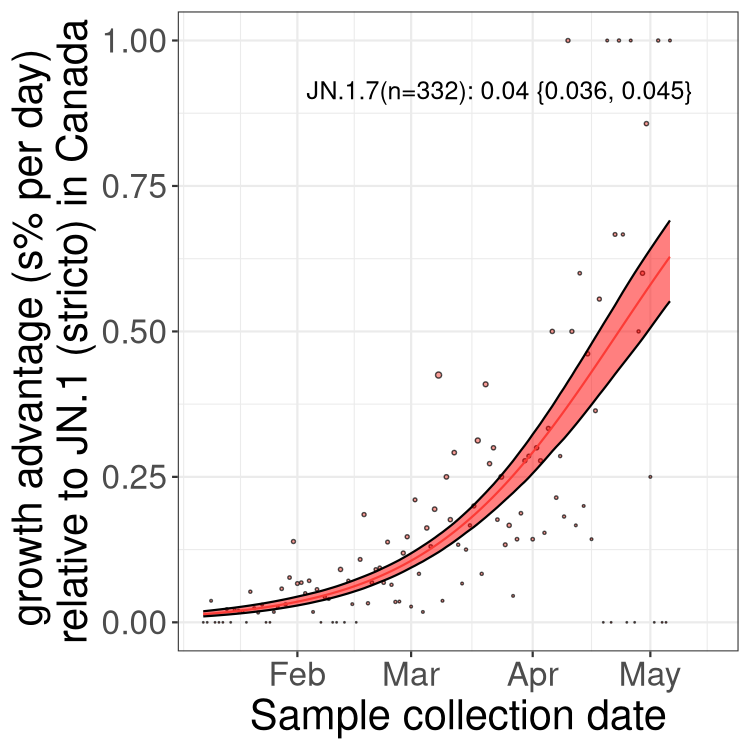 growth advantage (s% per day)
relative to JN.1 (stricto) in Canada
1.00
0.75
0.50
0.25
0.00
JN.1.7(n=332): 0.04 {0.036, 0.045}
Feb Mar Apr May
Sample collection date